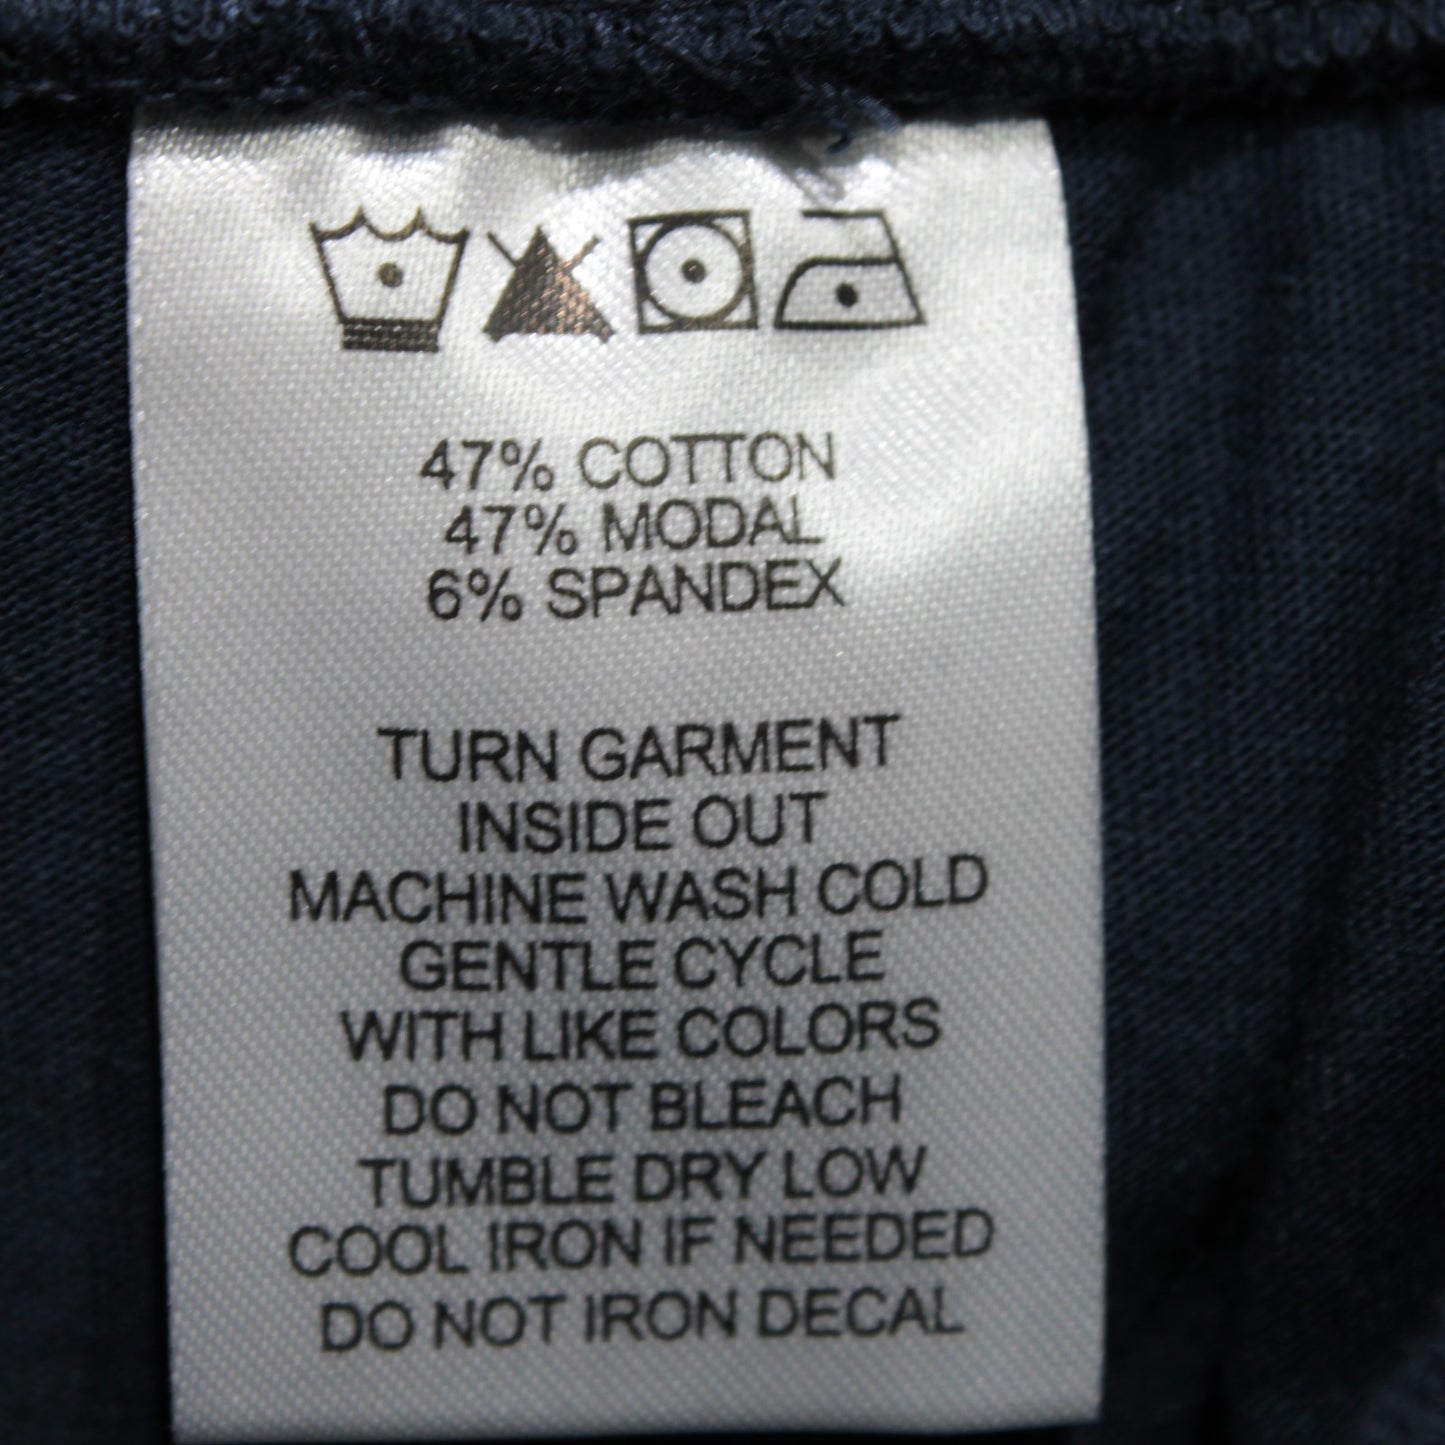 47% COTTON
47% MODAL
6% SPANDEX
TURN GARMENT
INSIDE OUT
MACHINE WASH COLD
GENTLE CYCLE
WITH LIKE COLORS
DO NOT BLEACH
TUMBLE DRY LOW
COOL IRON IF NEEDED
DO NOT IRON DECAL